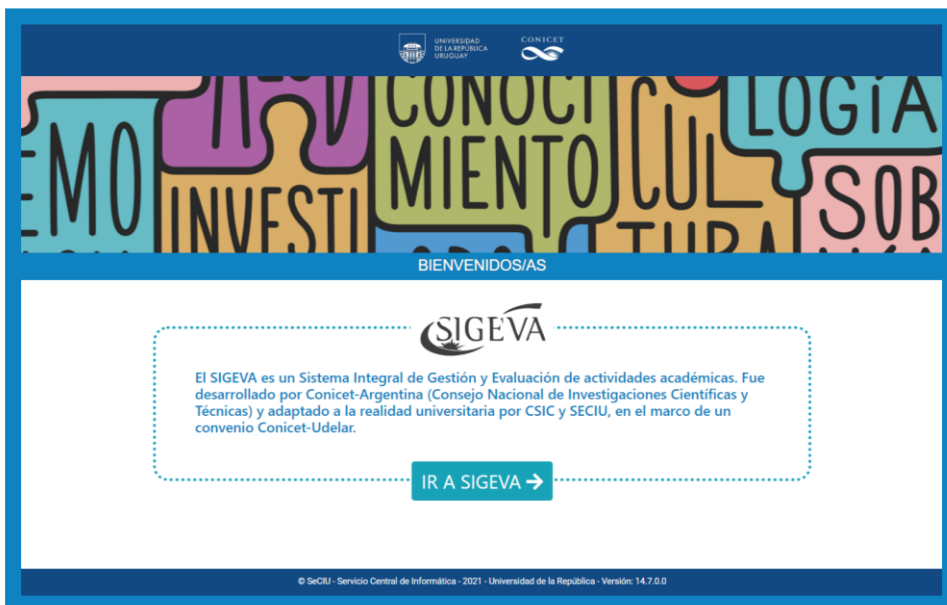 UNIVERSIDAD
DE LA REPÚBLICA
URUGUAY
CONICET
CONOCI
MIENTO
CUL
TURA
LOGÍA
EMO
INVESTI
SOB
BIENVENIDOS/AS
SIGEVA
El SIGEVA es un Sistema Integral de Gestión y Evaluación de actividades académicas. Fue
desarrollado por Conicet-Argentina (Consejo Nacional de Investigaciones Científicas y
Técnicas) y adaptado a la realidad universitaria por CSIC y SECIU, en el marco de un
convenio Conicet-Udelar.
IR A SIGEVA
© SeCIU - Servicio Central de Informática - 2021 - Universidad de la República - Versión: 14.7.0.0